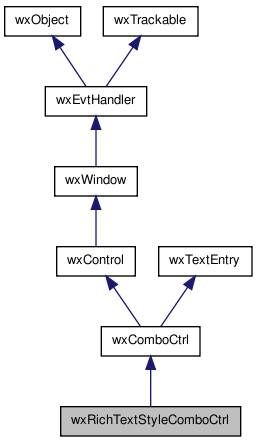 wxObject
wxTrackable
wxEvtHandler
wxWindow
wxControl
wxTextEntry
wxComboCtrl
wxRichTextStyleComboCtrl